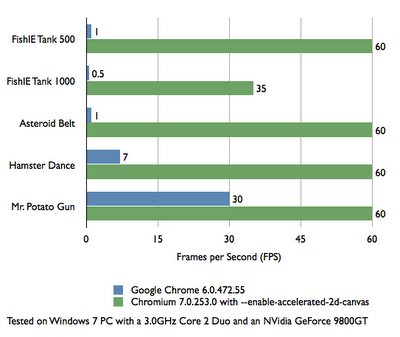 FishIE Tank 500
1
60
FishIE Tank 1000
0.5
35
Asteroid Belt
1
60
Hamster Dance
7
60
Mr. Potato Gun
30
60
0 15 30 45 60
Frames per Second (FPS)
Google Chrome 6.0.472.55
Chromium 7.0.253.0 with --enable-accelerated-2d-canvas
Tested on Windows 7 PC with a 3.0GHz Core 2 Duo and an NVidia GeForce 9800GT